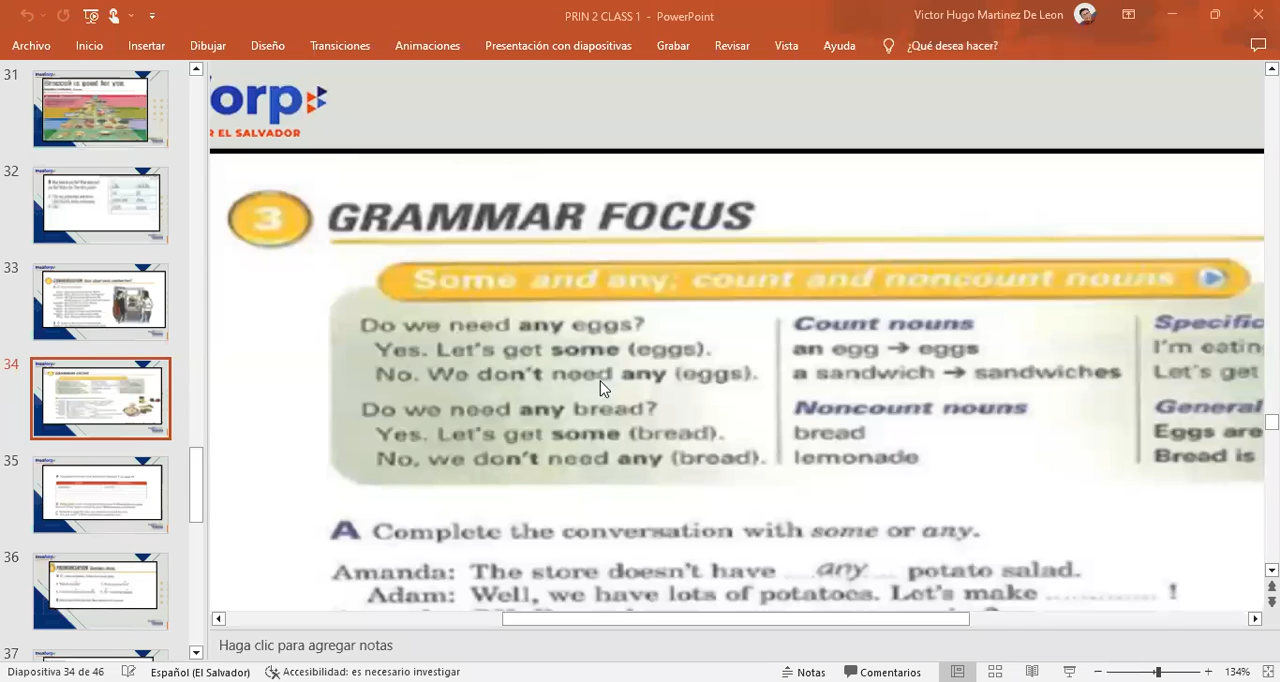 PRIN 2 CLASS 1 - PowerPoint
Victor Hugo Martinez De Leon
Archivo Inicio Insertar Dibujar Diseño Transiciones Animaciones Presentación con diapositivas Grabar Revisar Vista Ayuda ¿Qué desea hacer?
31
Broccoli is good for you.
32
33
34
GRAMMAR FOCUS
35
36
37
orp
R EL SALVADOR
3 GRAMMAR FOCUS
Some and any; count and noncount nouns
Do we need any eggs?
Yes. Let's get some (eggs).
No. We don't need any (eggs).
Do we need any bread?
Yes. Let's get some (bread).
No, we don't need any (bread).
Count nouns
an egg → eggs
a sandwich → sandwiches
Noncount nouns
bread
lemonade
Specific
I'm eatin
Let's get
General
Eggs are
Bread is
A Complete the conversation with some or any.
Amanda: The store doesn't have any potato salad.
Adam: Well, we have lots of potatoes. Let's make ............ !
Haga clic para agregar notas
Diapositiva 34 de 46 Español (El Salvador) Accesibilidad: es necesario investigar Notas Comentarios 134%